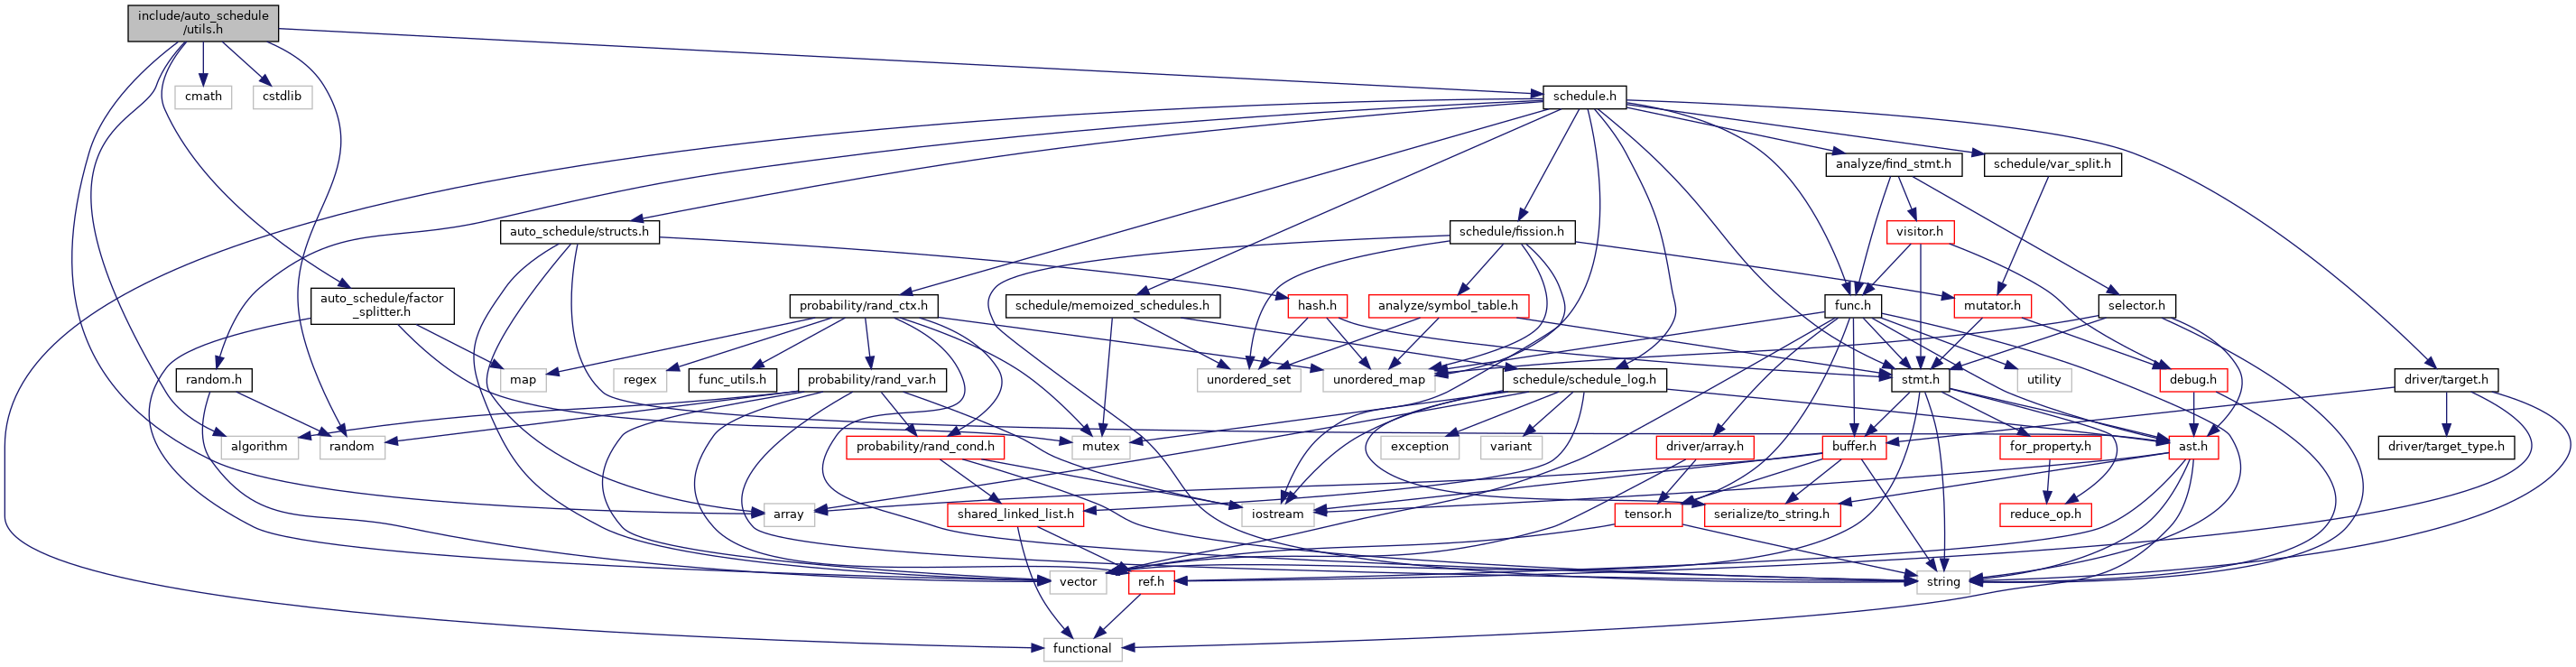 include/auto_schedule
/utils.h
cmath
cstdlib
schedule.h
analyze/find_stmt.h
schedule/var_split.h
auto_schedule/structs.h
schedule/fission.h
visitor.h
auto_schedule/factor
_splitter.h
probability/rand_ctx.h
schedule/memoized_schedules.h
hash.h
analyze/symbol_table.h
func.h
mutator.h
selector.h
random.h
map
regex
func_utils.h
probability/rand_var.h
unordered_set
unordered_map
schedule/schedule_log.h
stmt.h
utility
debug.h
driver/target.h
algorithm
random
probability/rand_cond.h
mutex
exception
variant
driver/array.h
buffer.h
for_property.h
ast.h
driver/target_type.h
array
shared_linked_list.h
iostream
tensor.h
serialize/to_string.h
reduce_op.h
vector
ref.h
string
functional